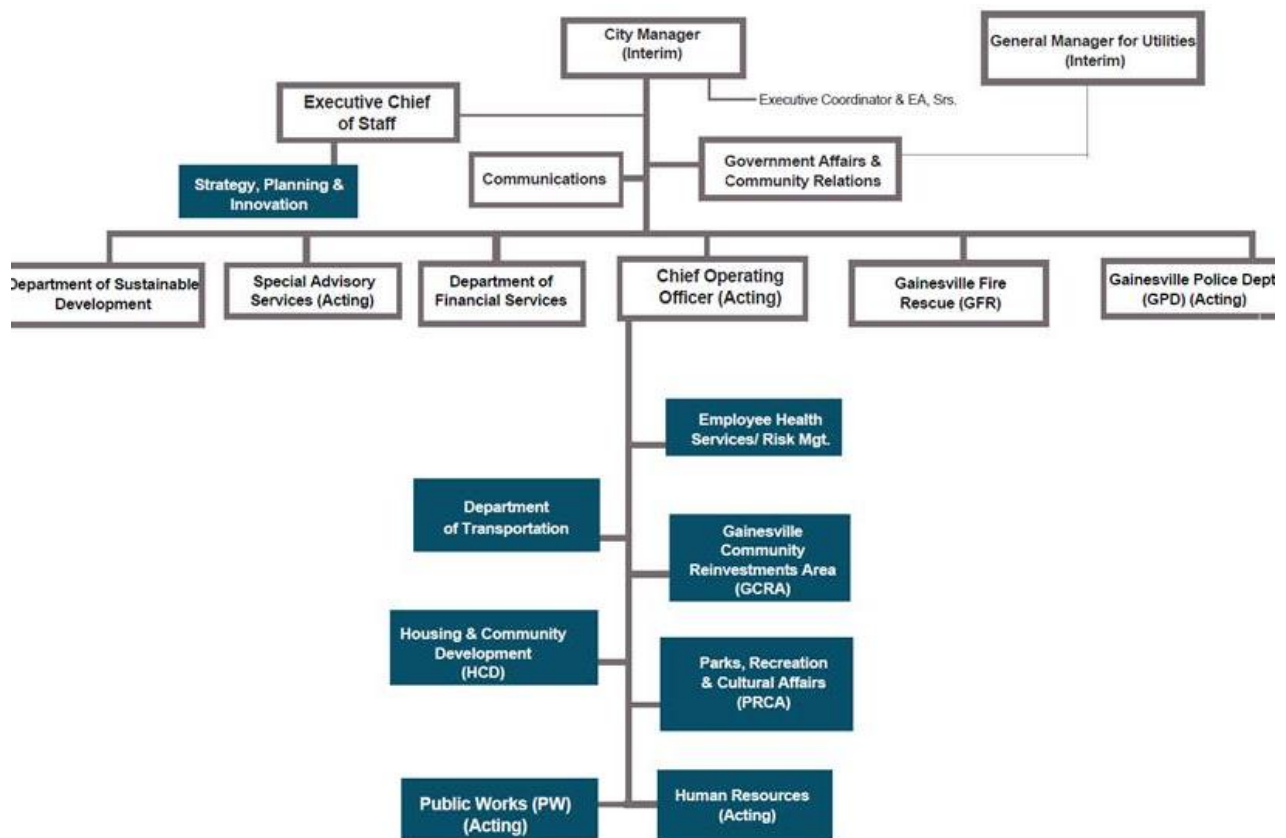 City Manager
(Interim)
General Manager for Utilities
(Interim)
Executive Coordinator & EA, Srs.
Executive Chief
of Staff
Communications
Government Affairs &
Community Relations
Strategy, Planning &
Innovation
Department of Sustainable
Development
Special Advisory
Services (Acting)
Department of
Financial Services
Chief Operating
Officer (Acting)
Gainesville Fire
Rescue (GFR)
Gainesville Police Dept
(GPD) (Acting)
Employee Health
Services/ Risk Mgt.
Department
of Transportation
Gainesville
Community
Reinvestments Area
(GCRA)
Housing & Community
Development
(HCD)
Parks, Recreation
& Cultural Affairs
(PRCA)
Public Works (PW)
(Acting)
Human Resources
(Acting)